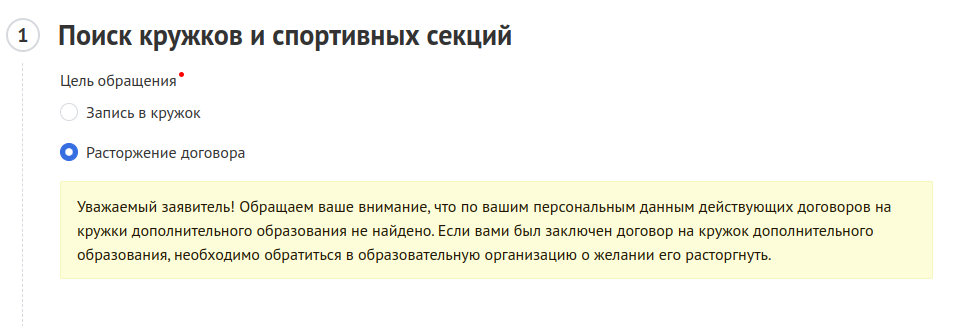 1 Поиск кружков и спортивных секций
Цель обращения
Запись в кружок
Расторжение договора
Уважаемый заявитель! Обращаем ваше внимание, что по вашим персональным данным действующих договоров на
кружки дополнительного образования не найдено. Если вами был заключен договор на кружок дополнительного
образования, необходимо обратиться в образовательную организацию о желании его расторгнуть.